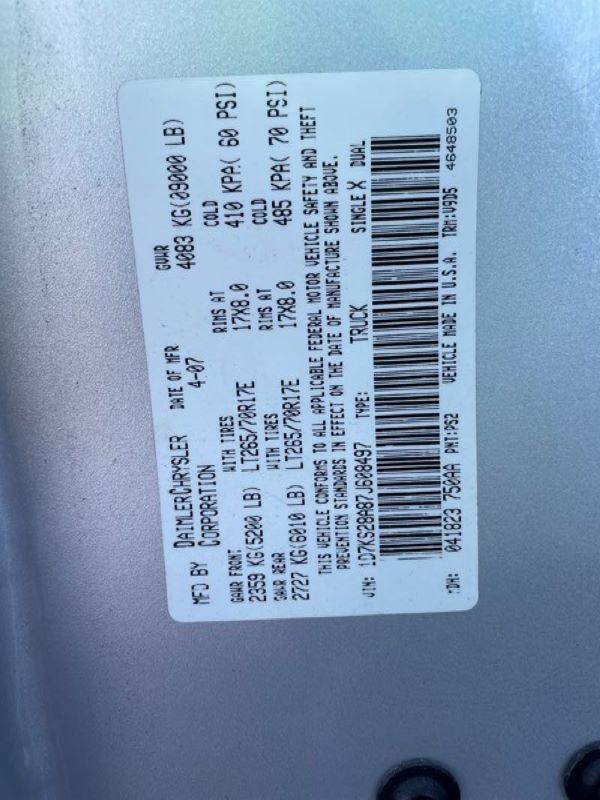 MFD BY DAIMLERCHRYSLER DATE OF MFR GVWR
CORPORATION 4-07 4083 KG(09000 LB)
GAWR FRONT WITH TIRES RIMS AT COLD
2359 KG(5200 LB) LT265/70R17E 17X8.0 410 KPA( 60 PSI)
GAWR REAR WITH TIRES RIMS AT COLD
2727 KG(6010 LB) LT265/70R17E 17X8.0 485 KPA( 70 PSI)
THIS VEHICLE CONFORMS TO ALL APPLICABLE FEDERAL MOTOR VEHICLE SAFETY AND THEFT
PREVENTION STANDARDS IN EFFECT ON THE DATE OF MANUFACTURE SHOWN ABOVE.
VIN: 1D7KS28A87J608497 TYPE: TRUCK SINGLE X DUAL
MDH: 041823 750AA PNT:PS2 VEHICLE MADE IN U.S.A. TRM:V9D5 4648503